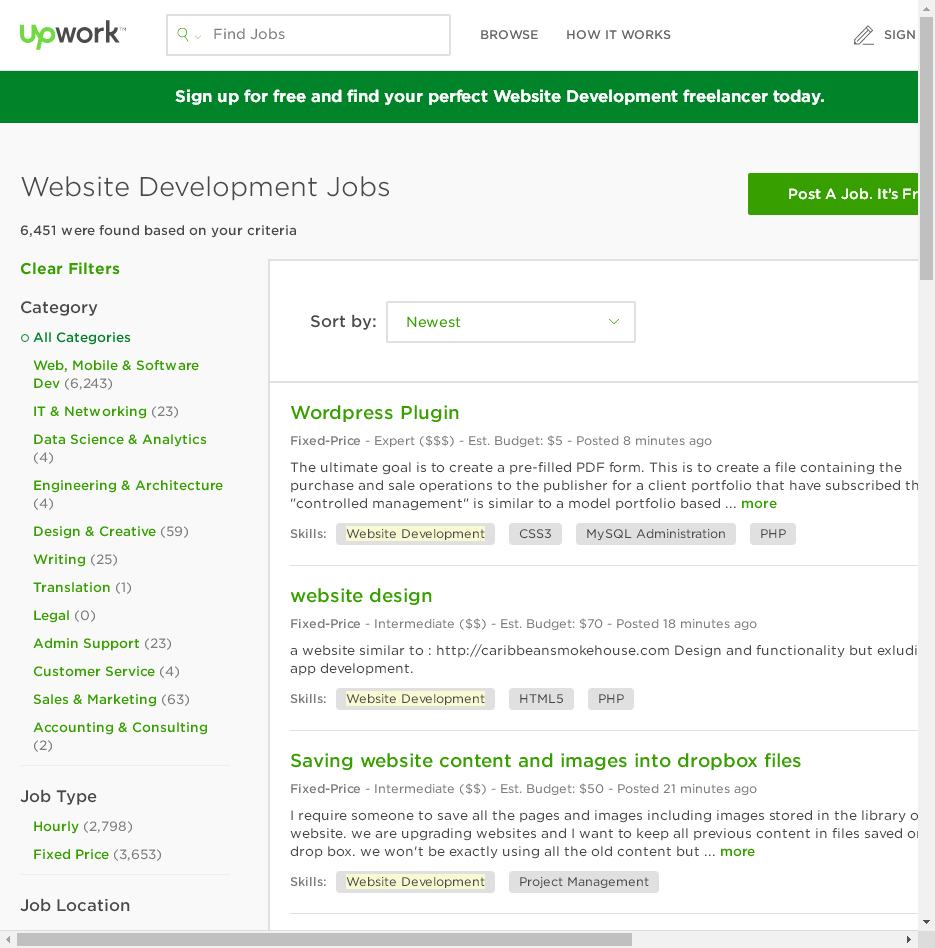 Upwork™
Find Jobs
BROWSE
HOW IT WORKS
SIGN
Sign up for free and find your perfect Website Development freelancer today.
Website Development Jobs
Post A Job. It's Fr
6,451 were found based on your criteria
Clear Filters
Category
All Categories
Web, Mobile & Software
Dev (6,243)
IT & Networking (23)
Data Science & Analytics
(4)
Engineering & Architecture
(4)
Design & Creative (59)
Writing (25)
Translation (1)
Legal (0)
Admin Support (23)
Customer Service (4)
Sales & Marketing (63)
Accounting & Consulting
(2)
Job Type
Hourly (2,798)
Fixed Price (3,653)
Job Location
Sort by:
Newest
Wordpress Plugin
Fixed-Price - Expert ($$$) - Est. Budget: $5 - Posted 8 minutes ago
The ultimate goal is to create a pre-filled PDF form. This is to create a file containing the
purchase and sale operations to the publisher for a client portfolio that have subscribed th
"controlled management" is similar to a model portfolio based ... more
Skills: Website Development CSS3 MySQL Administration PHP
website design
Fixed-Price - Intermediate ($$) - Est. Budget: $70 - Posted 18 minutes ago
a website similar to : http://caribbeansmokehouse.com Design and functionality but exludi
app development.
Skills: Website Development HTML5 PHP
Saving website content and images into dropbox files
Fixed-Price - Intermediate ($$) - Est. Budget: $50 - Posted 21 minutes ago
I require someone to save all the pages and images including images stored in the library o
website. we are upgrading websites and I want to keep all previous content in files saved on
drop box. we won't be exactly using all the old content but ... more
Skills: Website Development Project Management